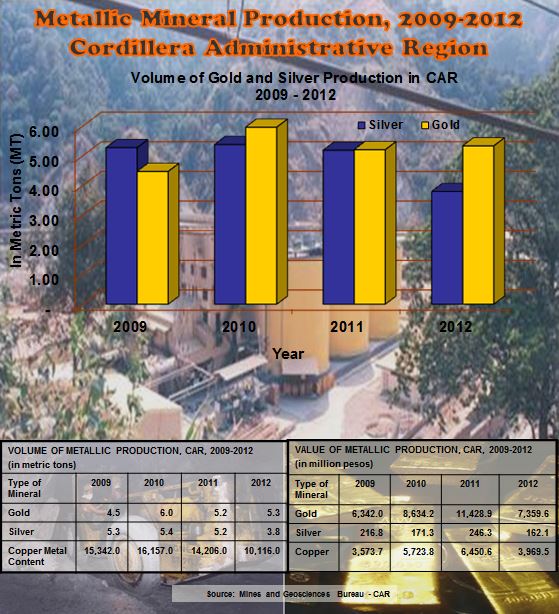 Metallic Mineral Production, 2009-2012
Cordillera Administrative Region
Volume of Gold and Silver Production in CAR
2009 - 2012
Silver Gold
In Metric Tons (MT)
6.00
5.00
4.00
3.00
2.00
1.00
-
2009 2010 2011 2012
Year
VOLUME OF METALLIC PRODUCTION, CAR, 2009-2012
(in metric tons)
Type of Mineral 2009 2010 2011 2012
Gold 4.5 6.0 5.2 5.3
Silver 5.3 5.4 5.2 3.8
Copper Metal Content 15,342.0 16,157.0 14,206.0 10,116.0
VALUE OF METALLIC PRODUCTION, CAR, 2009-2012
(in million pesos)
Type of Mineral 2009 2010 2011 2012
Gold 6,342.0 8,634.2 11,428.9 7,359.6
Silver 216.8 171.3 246.3 162.1
Copper 3,573.7 5,723.8 6,450.6 3,969.5
Source: Mines and Geosciences Bureau - CAR